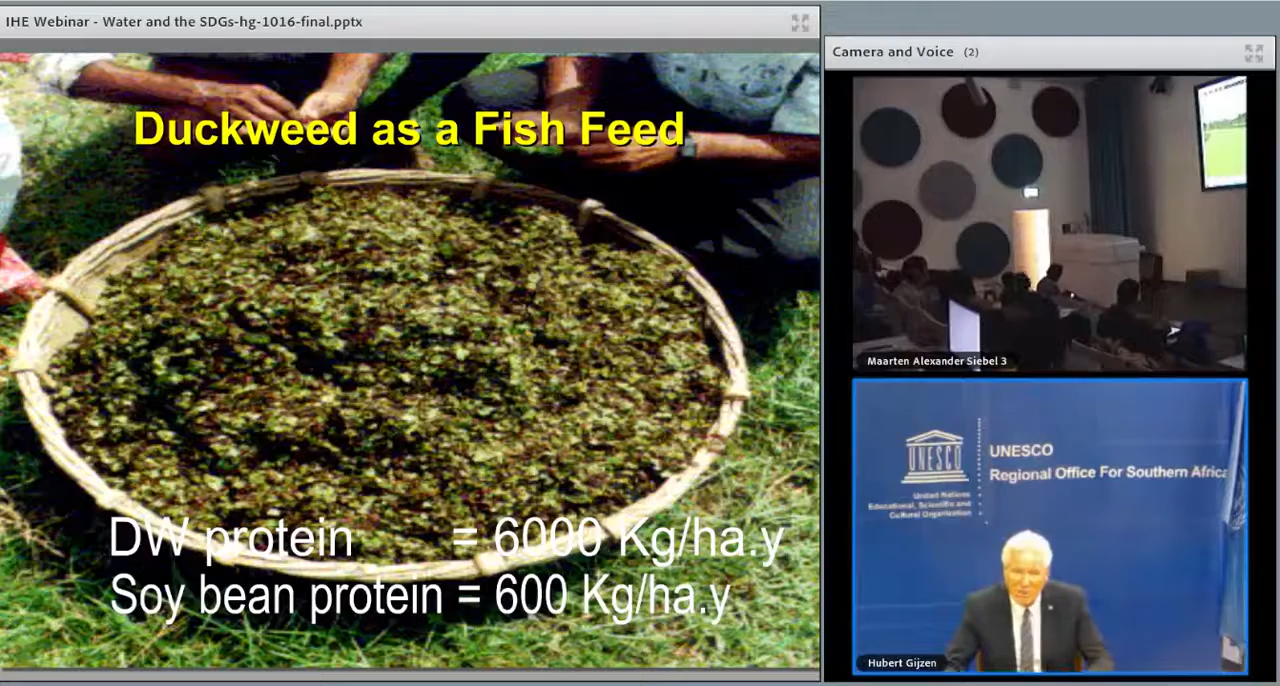 IHE Webinar - Water and the SDGs-hg-1016-final.pptx
Duckweed as a Fish Feed
DW protein = 6000 Kg/ha.y
Soy bean protein = 600 Kg/ha.y
Camera and Voice (2)
Maarten Alexander Siebel 3
UNESCO
UNESCO
Regional Office For Southern Africa
United Nations
Educational, Scientific and
Cultural Organization
Hubert Gijzen